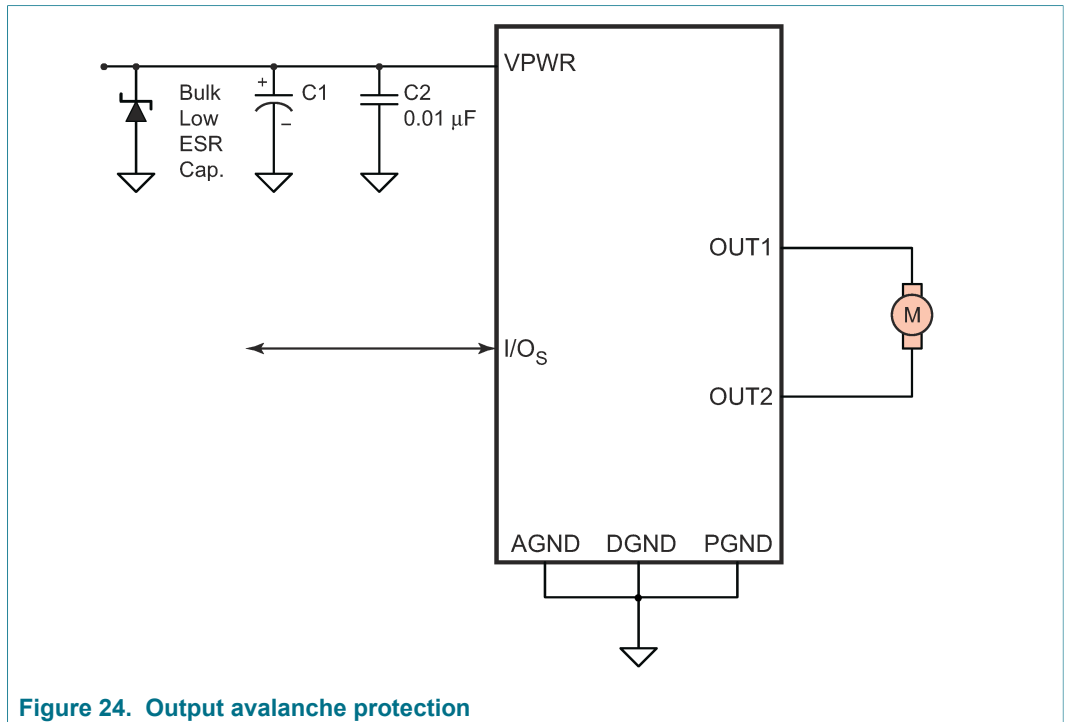 VPWR
Bulk
Low
ESR
Cap.
+ C1
–
C2
0.01 μF
OUT1
M
I/OS
OUT2
AGND DGND PGND
Figure 24. Output avalanche protection